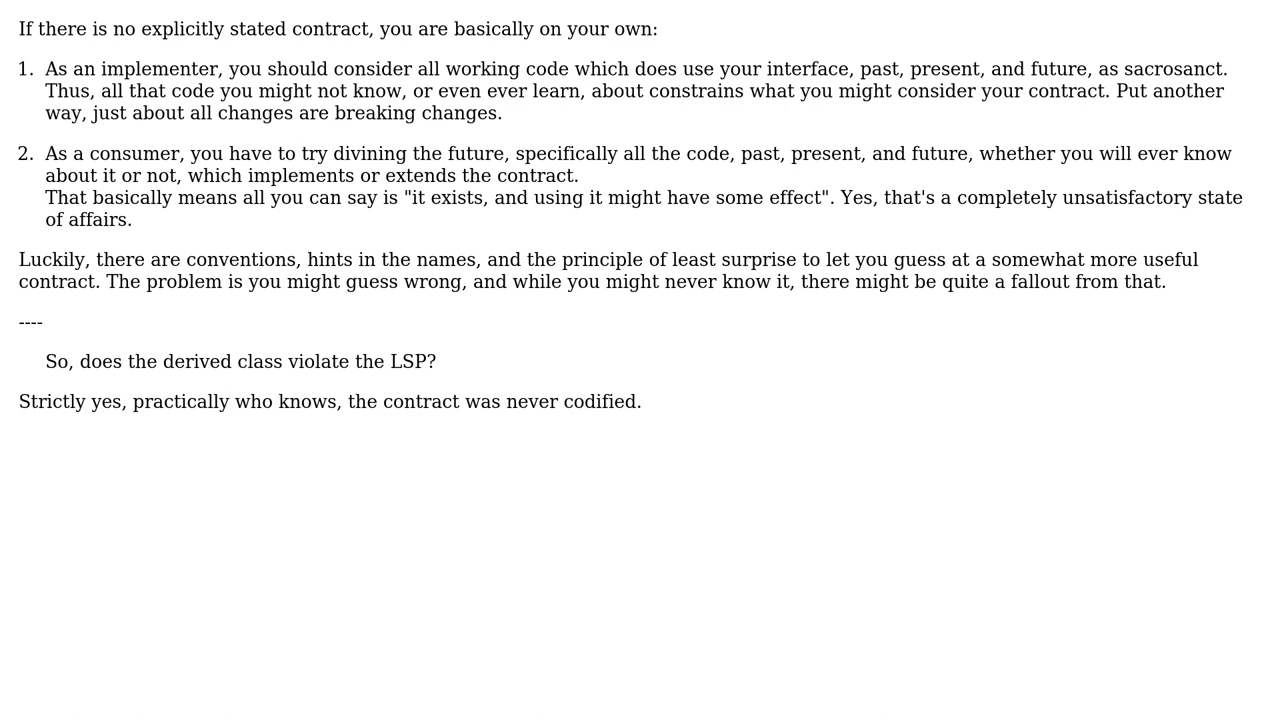 If there is no explicitly stated contract, you are basically on your own:
1. As an implementer, you should consider all working code which does use your interface, past, present, and future, as sacrosanct.
Thus, all that code you might not know, or even ever learn, about constrains what you might consider your contract. Put another
way, just about all changes are breaking changes.
2. As a consumer, you have to try divining the future, specifically all the code, past, present, and future, whether you will ever know
about it or not, which implements or extends the contract.
That basically means all you can say is "it exists, and using it might have some effect". Yes, that's a completely unsatisfactory state
of affairs.
Luckily, there are conventions, hints in the names, and the principle of least surprise to let you guess at a somewhat more useful
contract. The problem is you might guess wrong, and while you might never know it, there might be quite a fallout from that.
----
So, does the derived class violate the LSP?
Strictly yes, practically who knows, the contract was never codified.